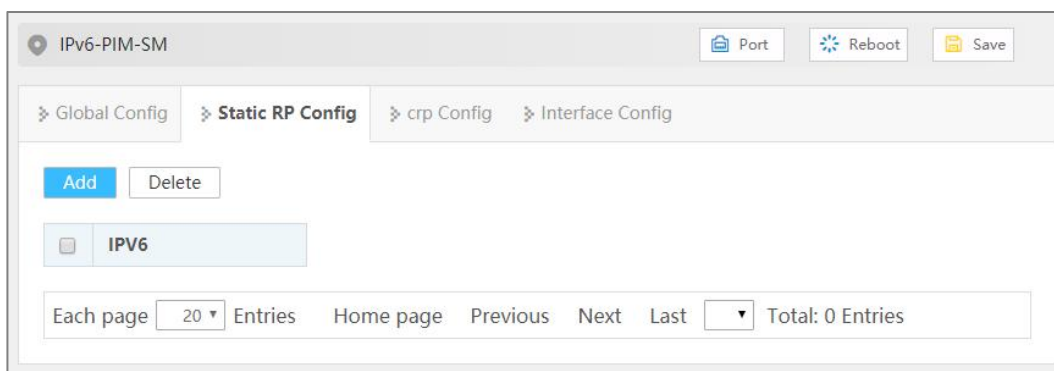 IPv6-PIM-SM Port Reboot Save
Global Config Static RP Config crp Config Interface Config
Add Delete
IPV6
Each page 20 Entries Home page Previous Next Last Total: 0 Entries